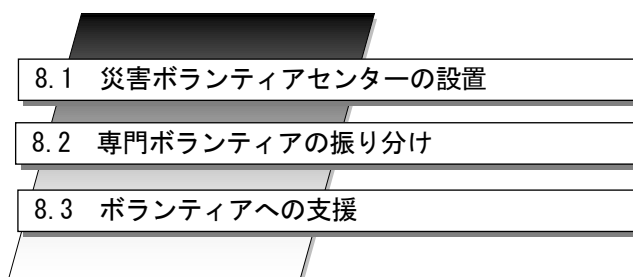 8.1　災害ボランティアセンターの設置
8.2　専門ボランティアの振り分け
8.3　ボランティアへの支援